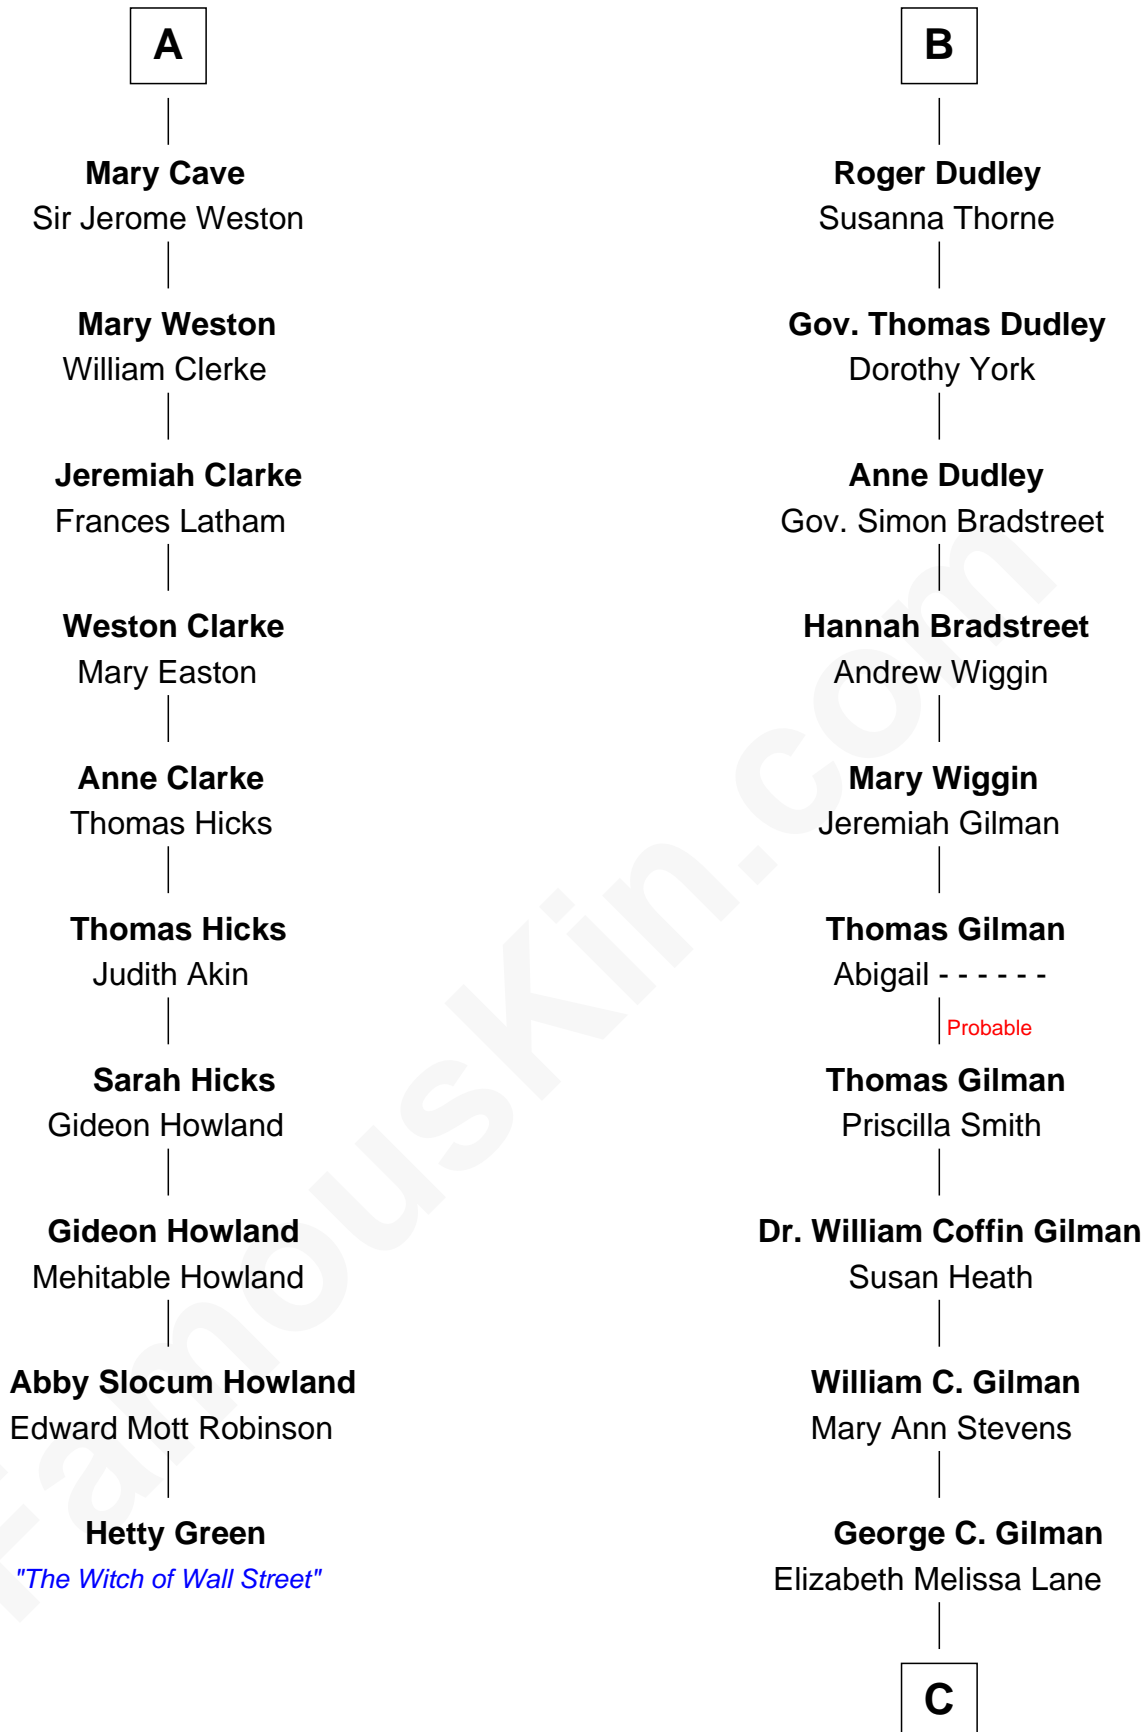 A
Mary Cave
Sir Jerome Weston
Mary Weston
William Clerke
Jeremiah Clarke
Frances Latham
Weston Clarke
Mary Easton
Anne Clarke
Thomas Hicks
Thomas Hicks
Judith Akin
Sarah Hicks
Gideon Howland
Gideon Howland
Mehitable Howland
Abby Slocum Howland
Edward Mott Robinson
Hetty Green
"The Witch of Wall Street"
B
Roger Dudley
Susanna Thorne
Gov. Thomas Dudley
Dorothy York
Anne Dudley
Gov. Simon Bradstreet
Hannah Bradstreet
Andrew Wiggin
Mary Wiggin
Jeremiah Gilman
Thomas Gilman
Abigail - - - - - -
Probable
Thomas Gilman
Priscilla Smith
Dr. William Coffin Gilman
Susan Heath
William C. Gilman
Mary Ann Stevens
George C. Gilman
Elizabeth Melissa Lane
C
FamousKin.com